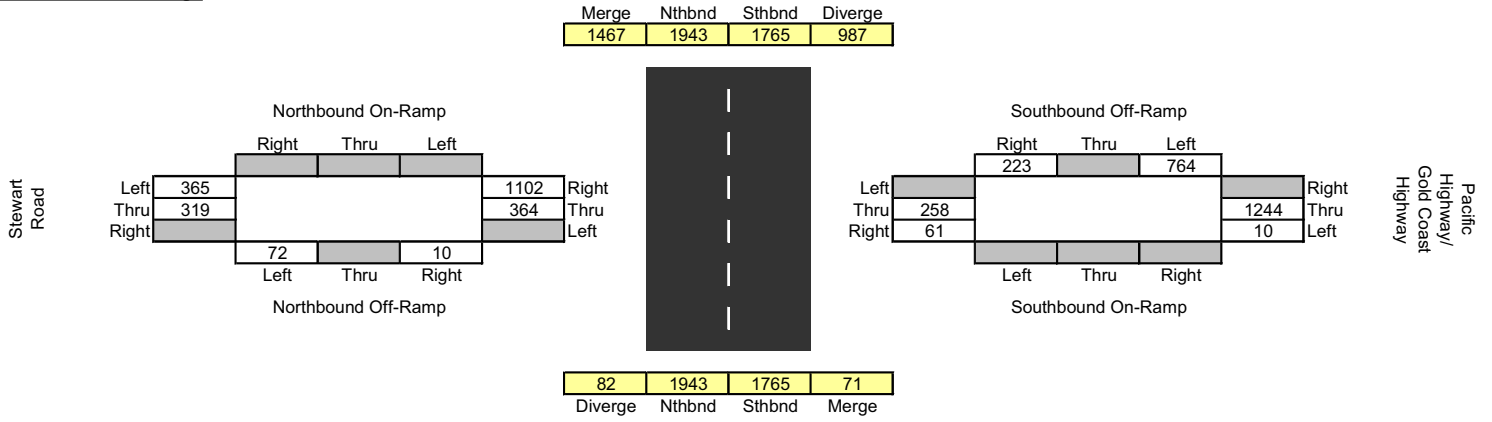 Merge Nthbnd Sthbnd Diverge
1467 1943 1765 987
Northbound On-Ramp
Right Thru Left
Left 365 1102 Right
Thru 319 364 Thru
Right Left
72 10
Left Thru Right
Northbound Off-Ramp
Stewart
Road
Southbound Off-Ramp
Right Thru Left
223 764
Left Right
Thru 258 1244 Thru
Right 61 10 Left
Left Thru Right
Southbound On-Ramp
Pacific
Highway/
Gold Coast
Highway
82 1943 1765 71
Diverge Nthbnd Sthbnd Merge